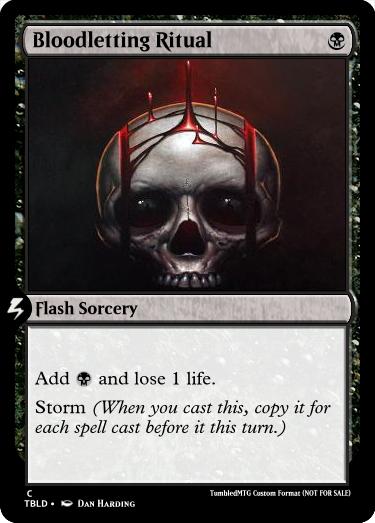 Bloodletting Ritual
Flash Sorcery
Add and lose 1 life.
Storm (When you cast this, copy it for
each spell cast before it this turn.)
C
TBLD • Dan Harding
TumbledMTG Custom Format (NOT FOR SALE)